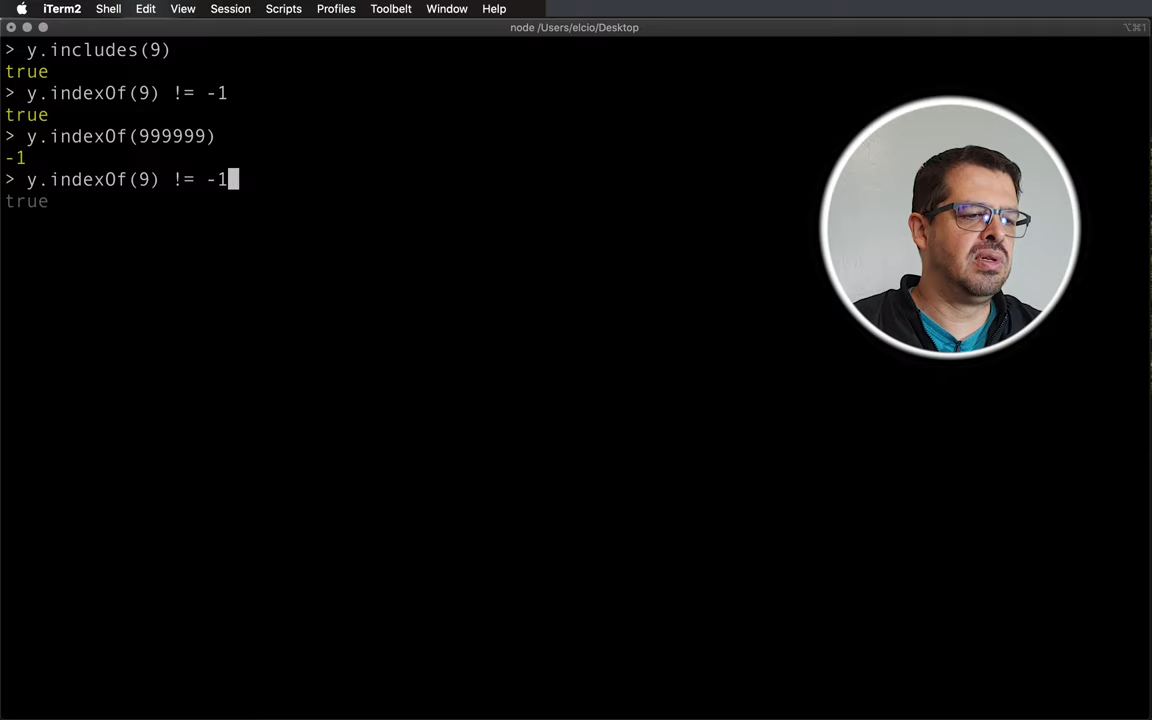 iTerm2 Shell Edit View Session Scripts Profiles Toolbelt Window Help
node /Users/elcio/Desktop
⌥⌘1
> y.includes(9)
true
> y.indexOf(9) != -1
true
> y.indexOf(999999)
-1
> y.indexOf(9) != -1
true